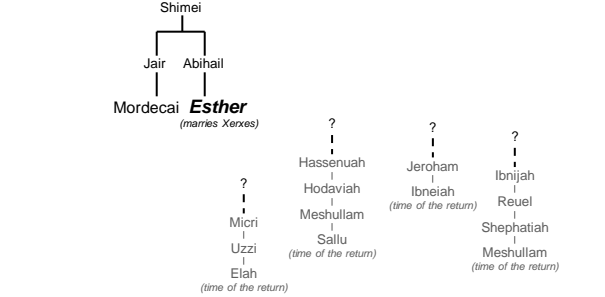 Shimei
Jair Abihail
Mordecai Esther
(marries Xerxes)
?
Micri
Uzzi
Elah
(time of the return)
?
Hassenuah
Hodaviah
Meshullam
Sallu
(time of the return)
?
Jeroham
Ibneiah
(time of the return)
?
Ibnijah
Reuel
Shephatiah
Meshullam
(time of the return)